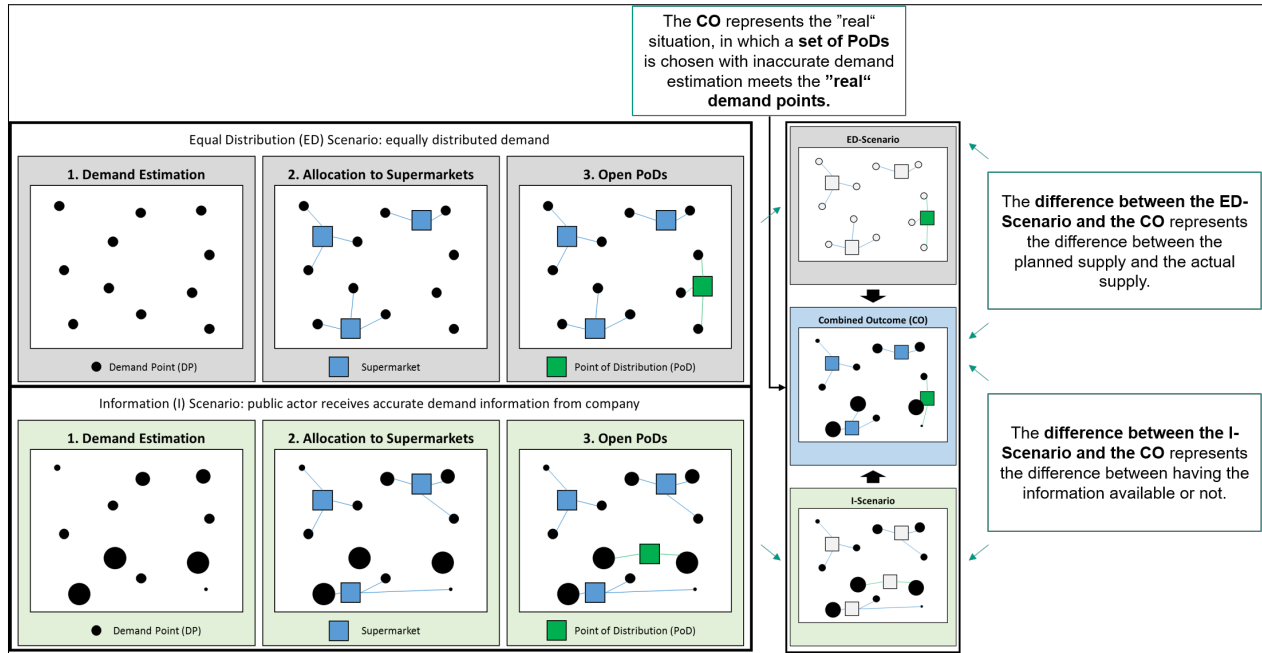 The CO represents the ”real“
situation, in which a set of PoDs
is chosen with inaccurate demand
estimation meets the ”real“
demand points.
Equal Distribution (ED) Scenario: equally distributed demand
1. Demand Estimation
2. Allocation to Supermarkets
3. Open PoDs
Demand Point (DP)
Supermarket
Point of Distribution (PoD)
Information (I) Scenario: public actor receives accurate demand information from company
1. Demand Estimation
2. Allocation to Supermarkets
3. Open PoDs
Demand Point (DP)
Supermarket
Point of Distribution (PoD)
ED-Scenario
Combined Outcome (CO)
I-Scenario
The difference between the ED-
Scenario and the CO represents
the difference between the
planned supply and the actual
supply.
The difference between the I-
Scenario and the CO represents
the difference between having the
information available or not.